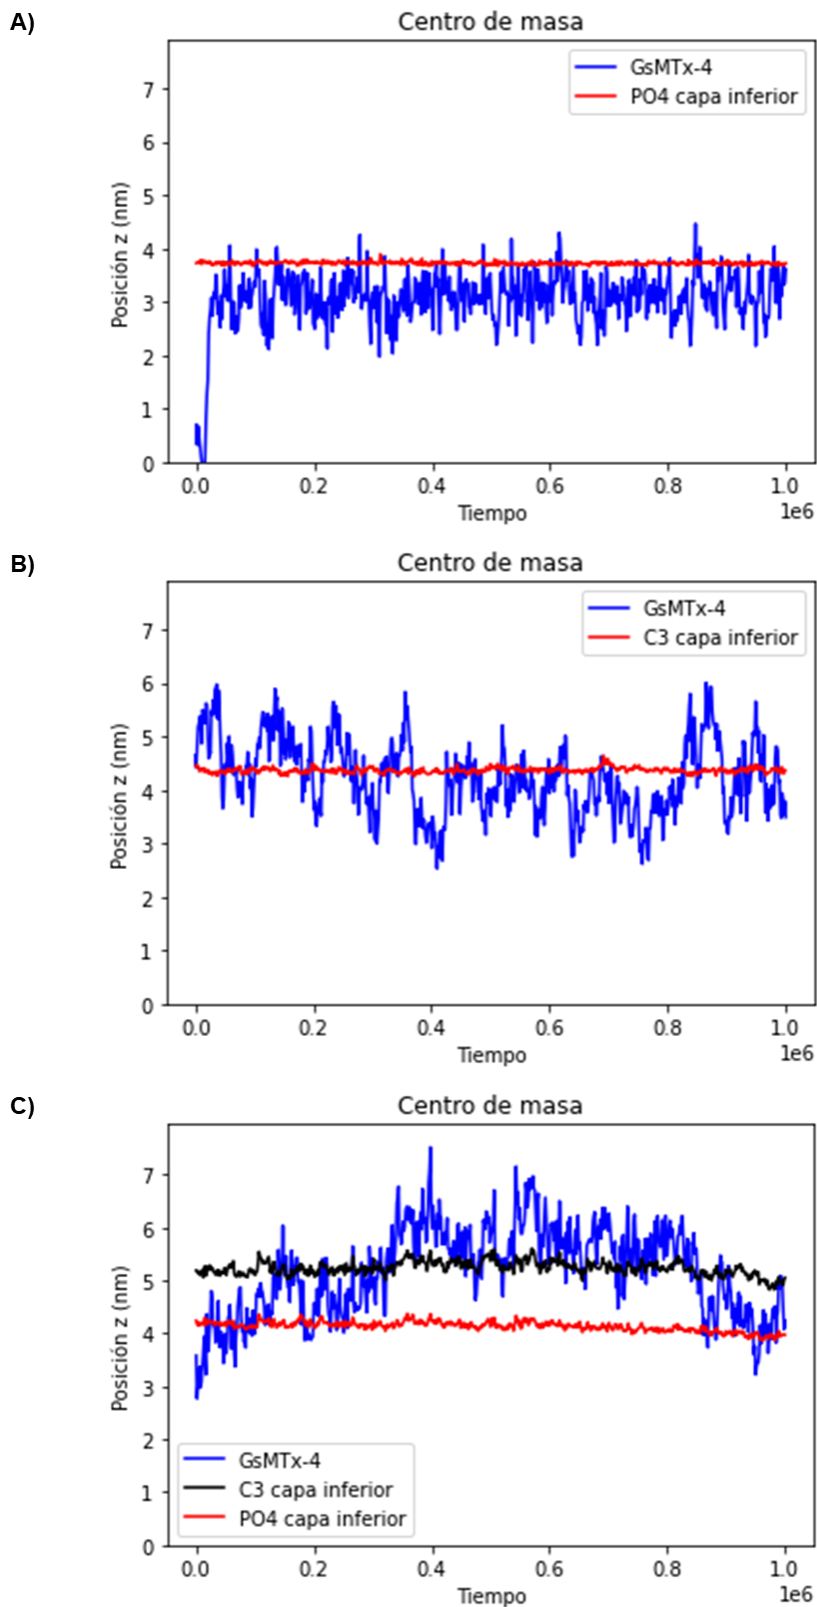 A)
Centro de masa
GsMTx-4
PO4 capa inferior
Posición z (nm)
7
6
5
4
3
2
1
0
0.0 0.2 0.4 0.6 0.8 1.0
1e6
Tiempo
B)
Centro de masa
GsMTx-4
C3 capa inferior
Posición z (nm)
7
6
5
4
3
2
1
0
0.0 0.2 0.4 0.6 0.8 1.0
1e6
Tiempo
C)
Centro de masa
Posición z (nm)
7
6
5
4
3
2
1
0
GsMTx-4
C3 capa inferior
PO4 capa inferior
0.0 0.2 0.4 0.6 0.8 1.0
1e6
Tiempo